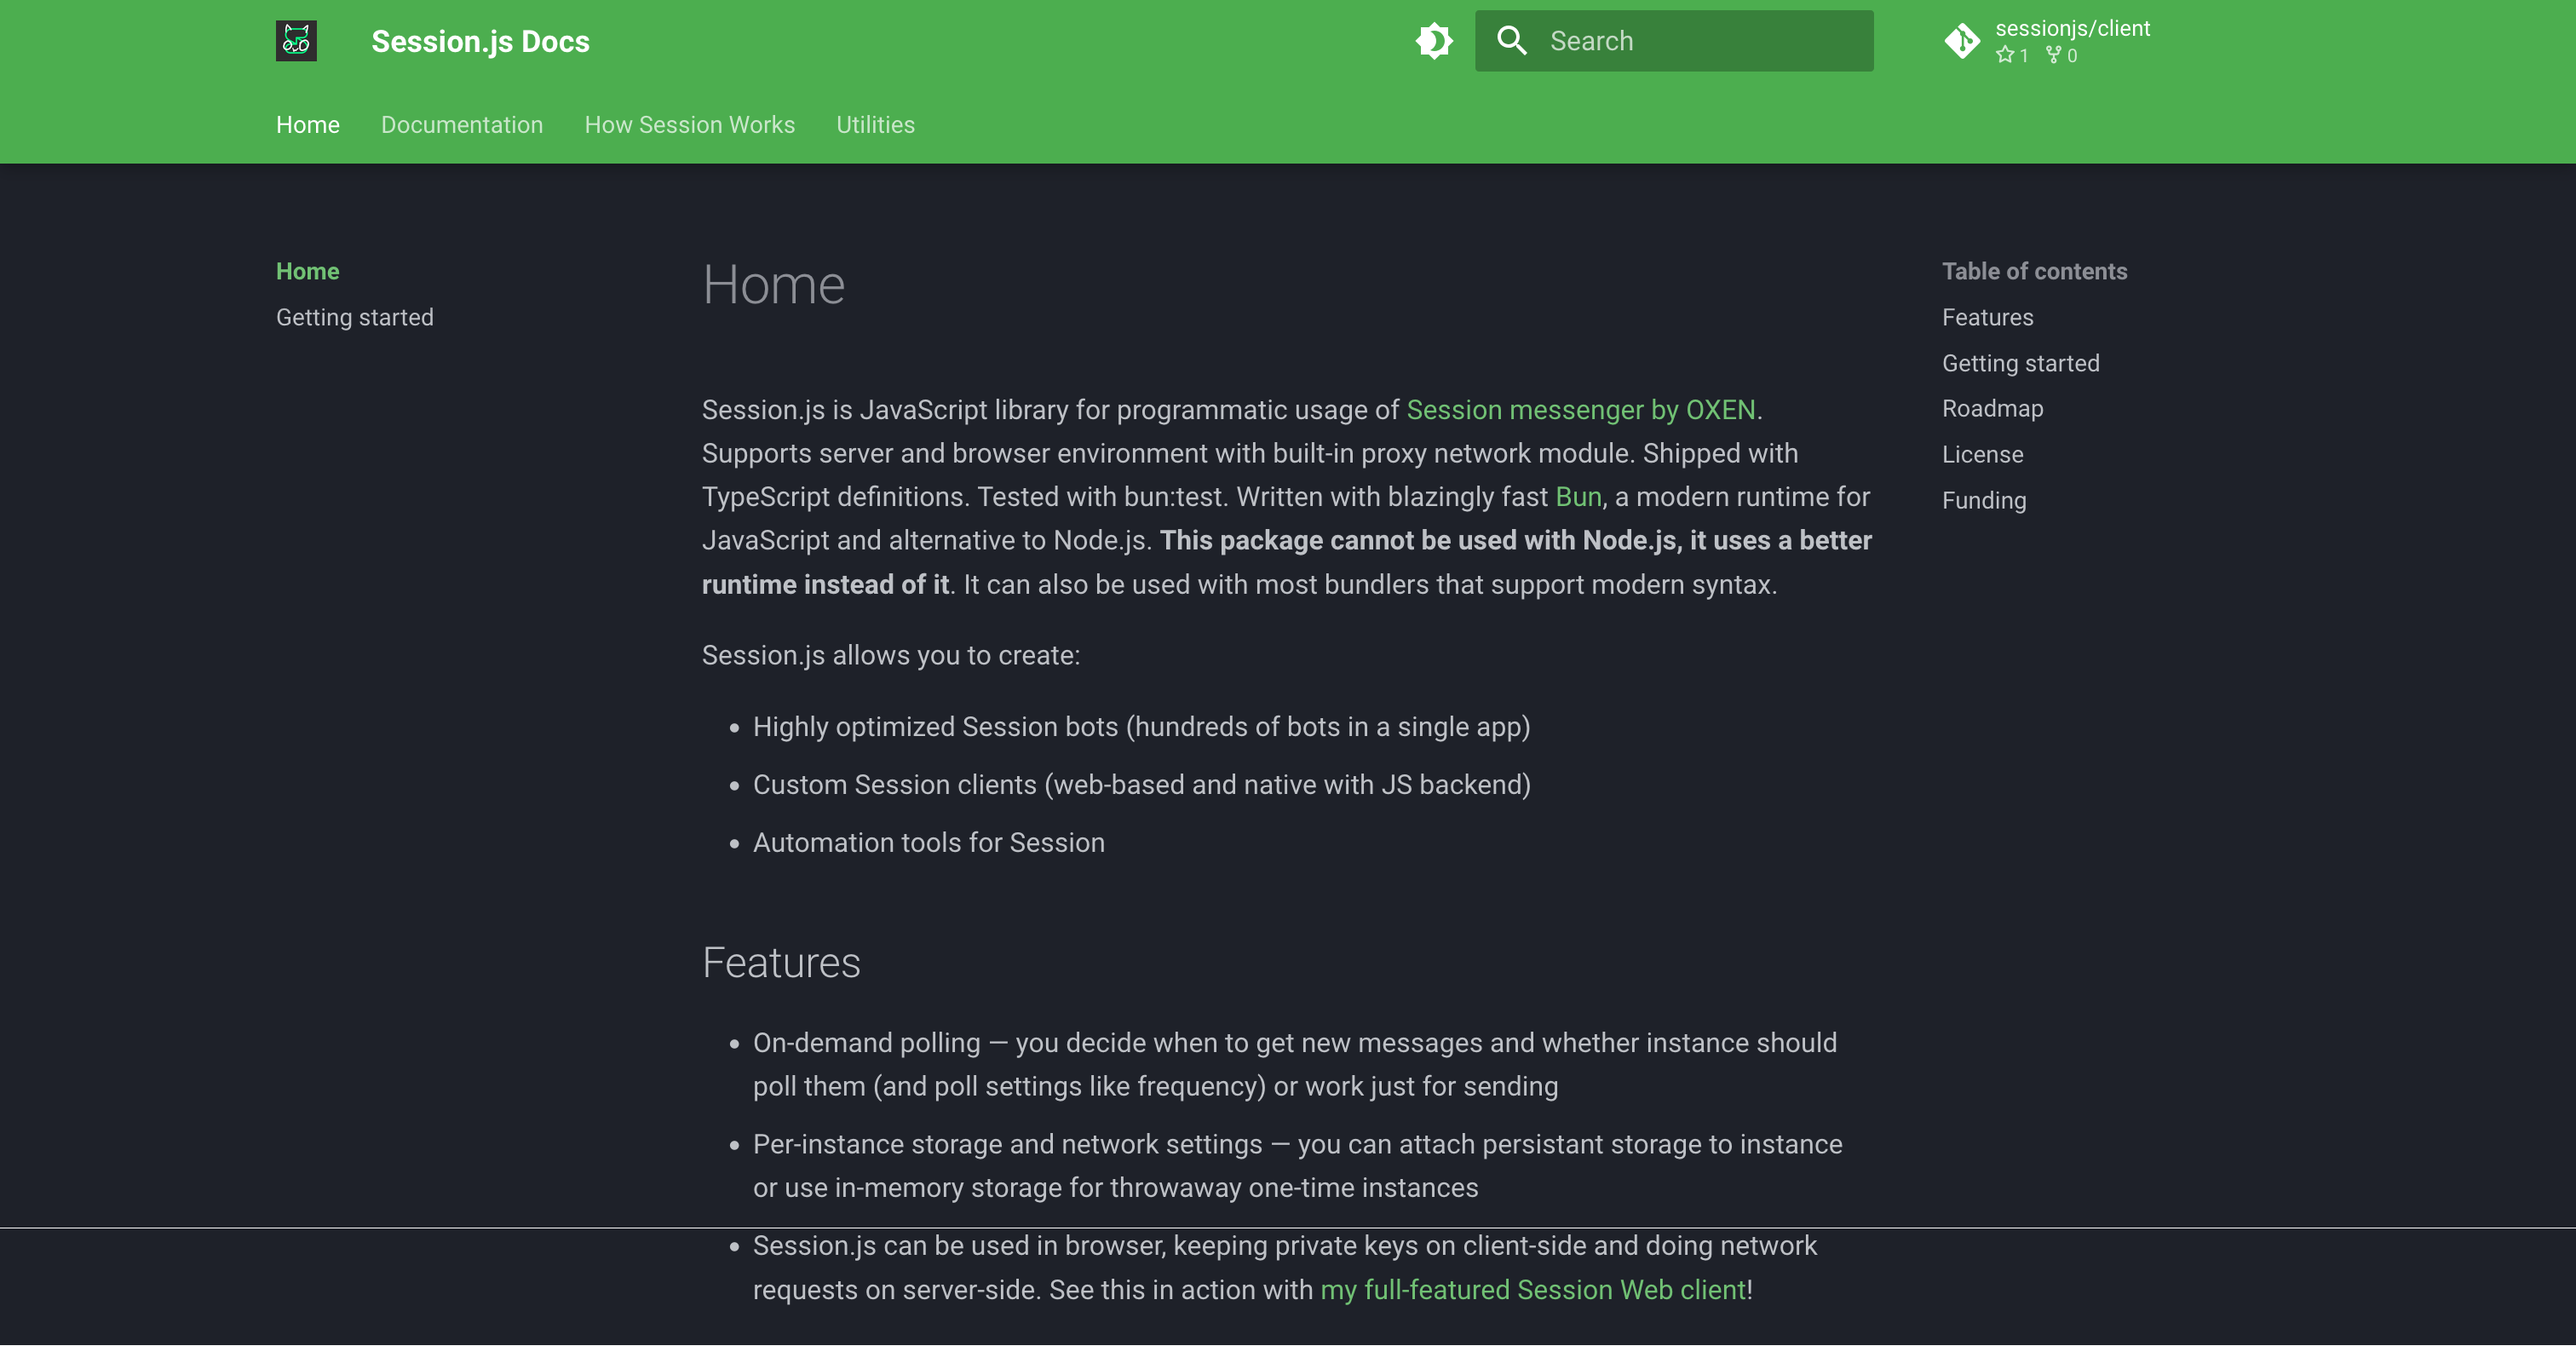 Session.js Docs
Search
sessionjs/client
1 0
Home Documentation How Session Works Utilities
Home
Getting started
Home
Session.js is JavaScript library for programmatic usage of Session messenger by OXEN.
Supports server and browser environment with built-in proxy network module. Shipped with
TypeScript definitions. Tested with bun:test. Written with blazingly fast Bun, a modern runtime for
JavaScript and alternative to Node.js. This package cannot be used with Node.js, it uses a better
runtime instead of it. It can also be used with most bundlers that support modern syntax.
Session.js allows you to create:
• Highly optimized Session bots (hundreds of bots in a single app)
• Custom Session clients (web-based and native with JS backend)
• Automation tools for Session
Features
• On-demand polling — you decide when to get new messages and whether instance should
poll them (and poll settings like frequency) or work just for sending
• Per-instance storage and network settings — you can attach persistant storage to instance
or use in-memory storage for throwaway one-time instances
• Session.js can be used in browser, keeping private keys on client-side and doing network
requests on server-side. See this in action with my full-featured Session Web client!
Table of contents
Features
Getting started
Roadmap
License
Funding